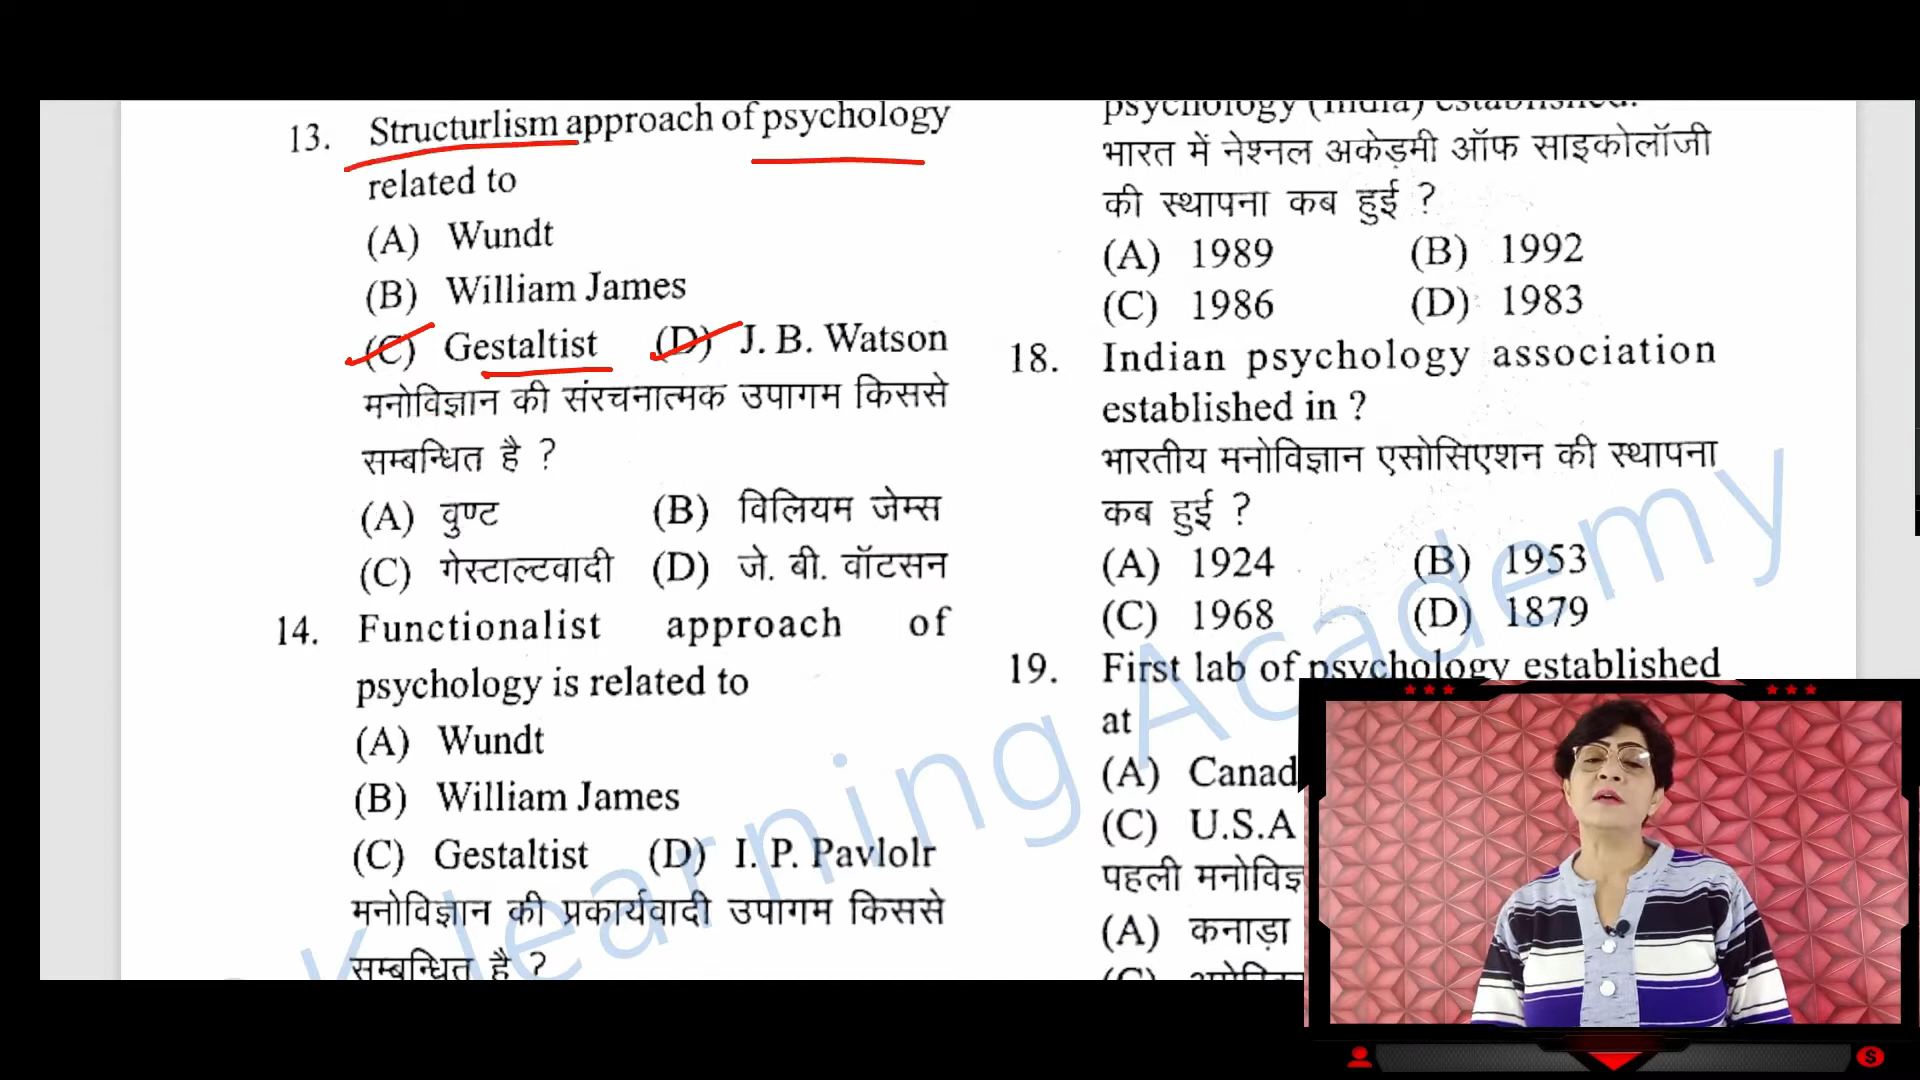 13. Structurlism approach of psychology
related to
(A) Wundt
(B) William James
(C) Gestaltist (D) J. B. Watson
मनोविज्ञान की संरचनात्मक उपागम किससे
सम्बन्धित है ?
(A) वुण्ट (B) विलियम जेम्स
(C) गेस्टाल्टवादी (D) जे. बी. वॉटसन
14. Functionalist approach of
psychology is related to
(A) Wundt
(B) William James
(C) Gestaltist (D) I. P. Pavlolr
मनोविज्ञान की प्रकार्यवादी उपागम किससे
सम्बन्धित है ?
psychology (India) established.
भारत में नेश्नल अकेड़मी ऑफ साइकोलॉजी
की स्थापना कब हुई ?
(A) 1989 (B) 1992
(C) 1986 (D) 1983
18. Indian psychology association
established in ?
भारतीय मनोविज्ञान एसोसिएशन की स्थापना
कब हुई ?
(A) 1924 (B) 1953
(C) 1968 (D) 1879
19. First lab of psychology established
at
(A) Canad
(C) U.S.A
पहली
(A) कनाड़ा
K learning Academy